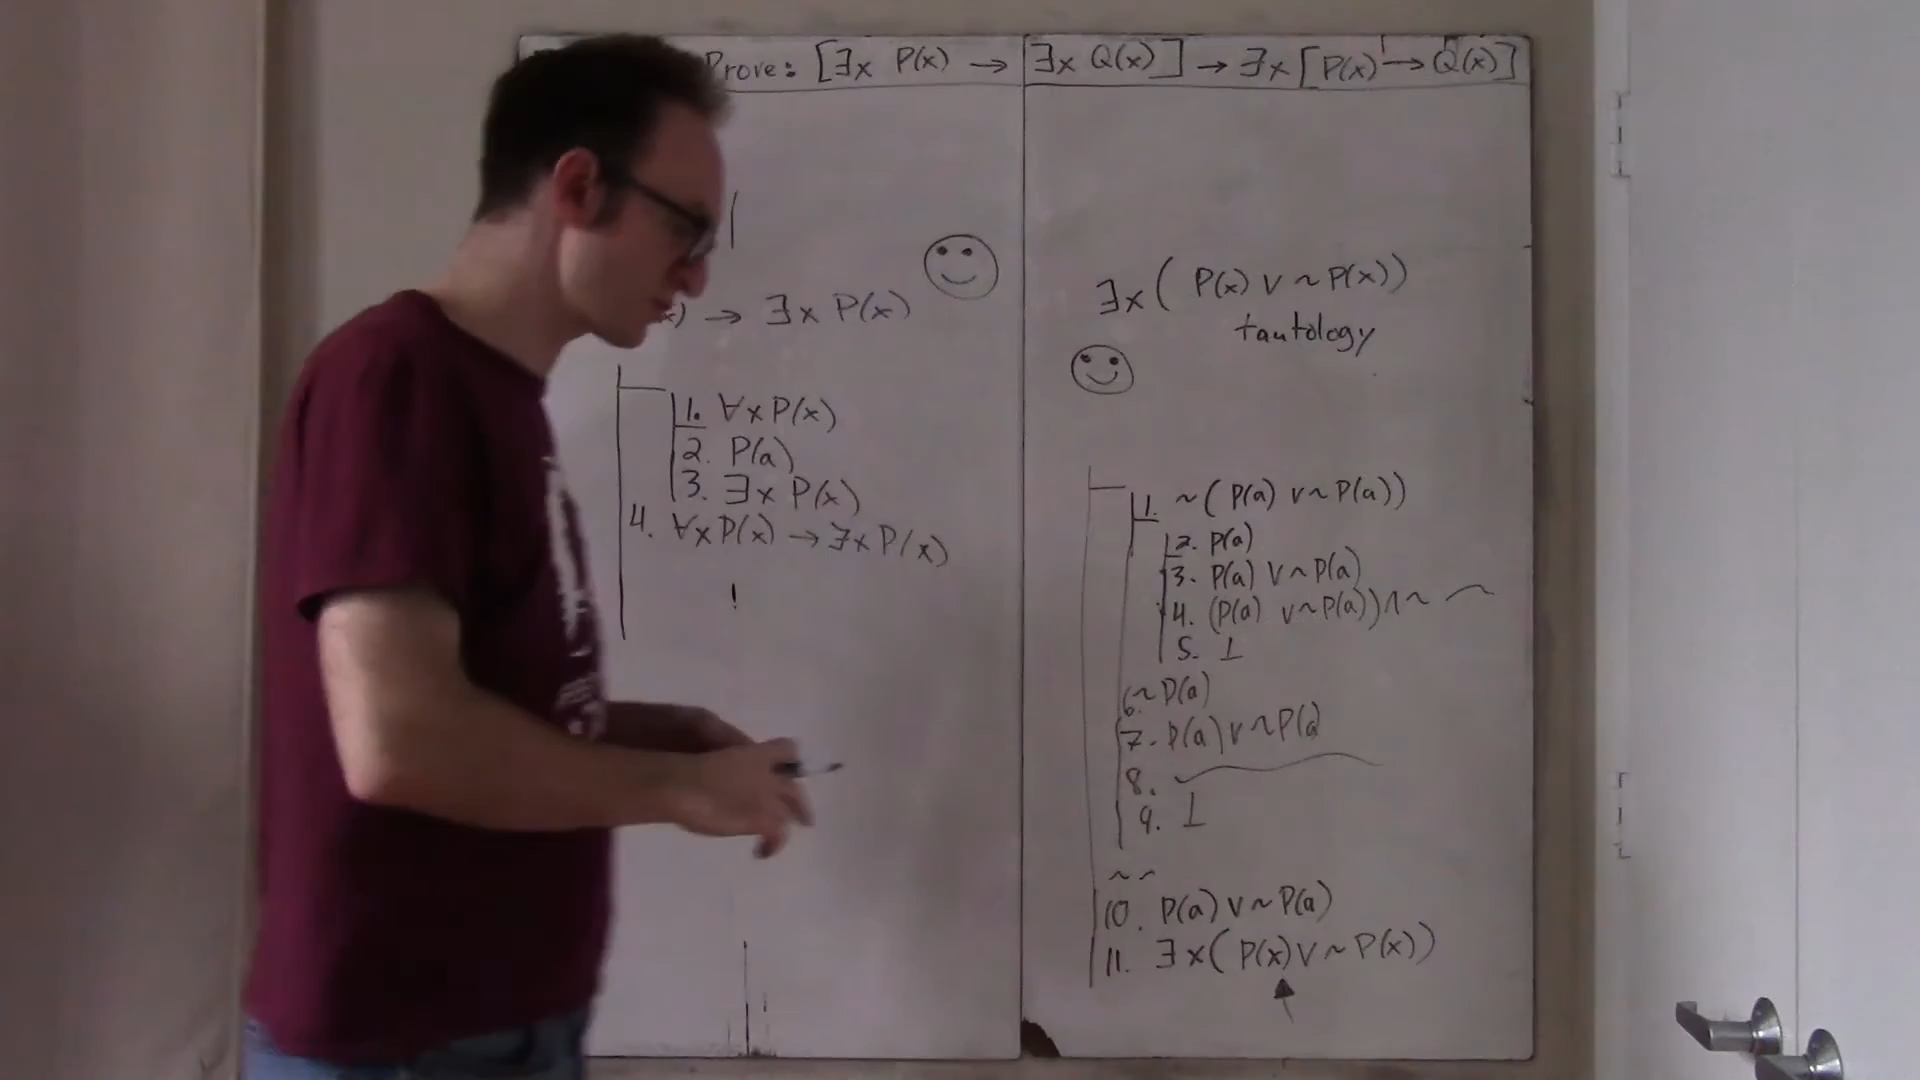 Prove: [∃x P(x) → ∃x Q(x)] → ∃x [P(x) → Q(x)]
x) → ∃x P(x)
1. ∀x P(x)
2. P(a)
3. ∃x P(x)
4. ∀x P(x) → ∃x P(x)
!
∃x ( P(x) v ~ P(x))
tautology
1. ~ ( P(a) v ~ P(a))
2. P(a)
3. P(a) v ~ P(a)
4. (P(a) v ~ P(a)) ∧ ~
5. ⊥
6. ~ P(a)
7. P(a) v ~ P(a
8.
9. ⊥
~ ~
10. P(a) v ~ P(a)
11. ∃x ( P(x) v ~ P(x))